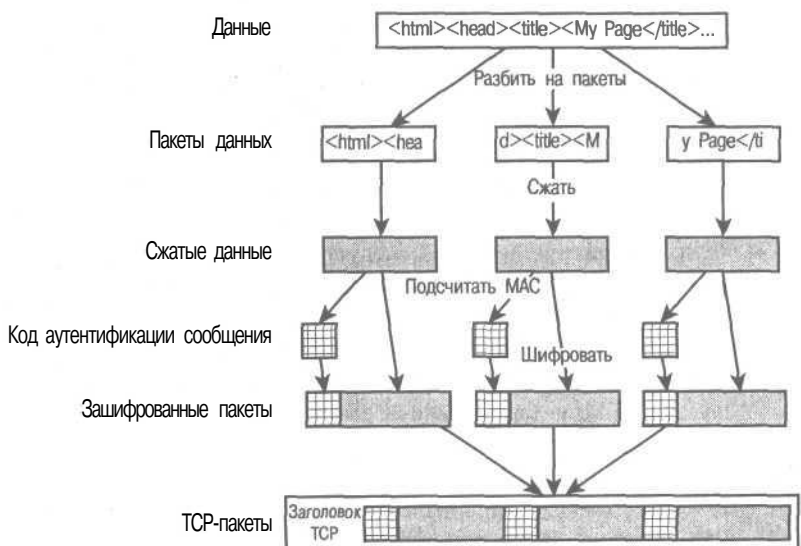 Данные
<html><head><title><My Page</title>...
Разбить на пакеты
Пакеты данных
<html><hea
d><title><M
y Page</ti
Сжать
Сжатые данные
Подсчитать MAC
Код аутентификации сообщения
Шифровать
Зашифрованные пакеты
TCP-пакеты
Заголовок
TCP